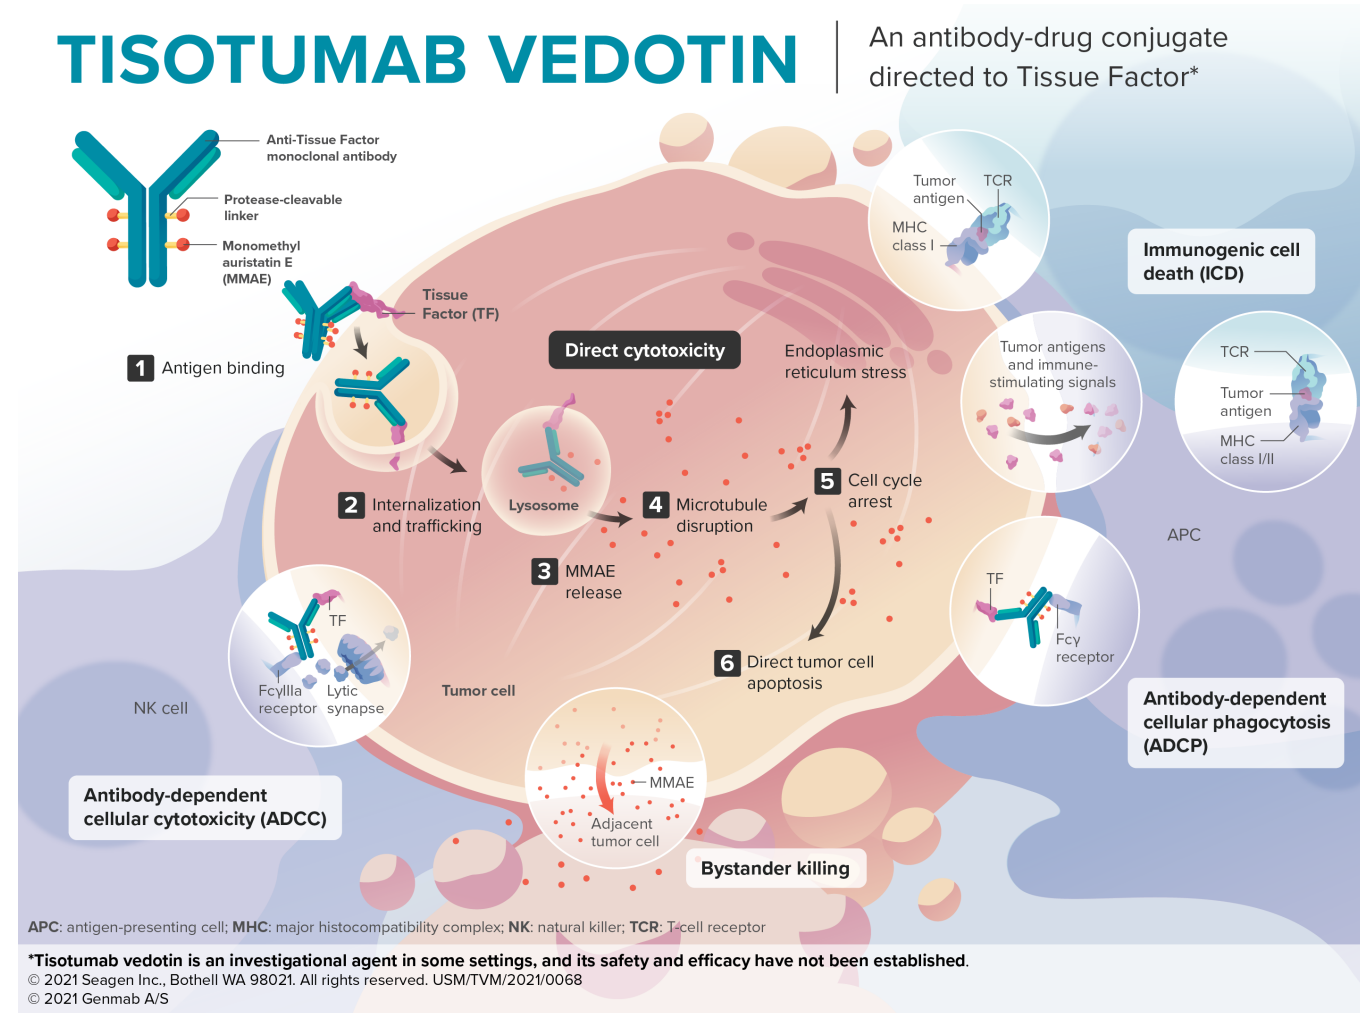 TISOTUMAB VEDOTIN
An antibody-drug conjugate
directed to Tissue Factor*
Anti-Tissue Factor
monoclonal antibody
Protease-cleavable
linker
Monomethyl
auristatin E
(MMAE)
Tissue
Factor (TF)
1 Antigen binding
Direct cytotoxicity
Endoplasmic
reticulum stress
Tumor
antigen
TCR
MHC
class I
Immunogenic cell
death (ICD)
Tumor antigens
and immune-
stimulating signals
TCR
Tumor
antigen
MHC
class I/II
2 Internalization
and trafficking
Lysosome
3 MMAE
release
4 Microtubule
disruption
5 Cell cycle
arrest
6 Direct tumor cell
apoptosis
APC
TF
Fcγ
receptor
Antibody-dependent
cellular phagocytosis
(ADCP)
TF
FcγIIIa
receptor
Lytic
synapse
NK cell
Tumor cell
Antibody-dependent
cellular cytotoxicity (ADCC)
MMAE
Adjacent
tumor cell
Bystander killing
APC: antigen-presenting cell; MHC: major histocompatibility complex; NK: natural killer; TCR: T-cell receptor
*Tisotumab vedotin is an investigational agent in some settings, and its safety and efficacy have not been established.
© 2021 Seagen Inc., Bothell WA 98021. All rights reserved. USM/TVM/2021/0068
© 2021 Genmab A/S